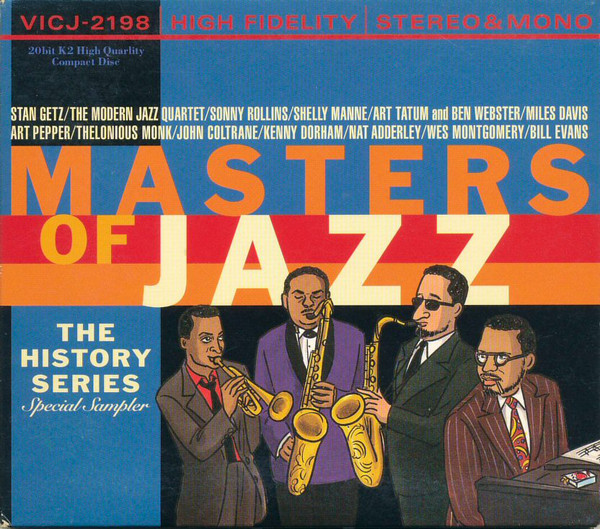 VICJ-2198 | HIGH FIDELITY | STEREO&MONO
20bit K2 High Quarlity
Compact Disc
STAN GETZ/THE MODERN JAZZ QUARTET/SONNY ROLLINS/SHELLY MANNE/ART TATUM and BEN WEBSTER/MILES DAVIS
ART PEPPER/THELONIOUS MONK/JOHN COLTRANE/KENNY DORHAM/NAT ADDERLEY/WES MONTGOMERY/BILL EVANS
MASTERS
OF JAZZ
THE
HISTORY
SERIES
Special Sampler